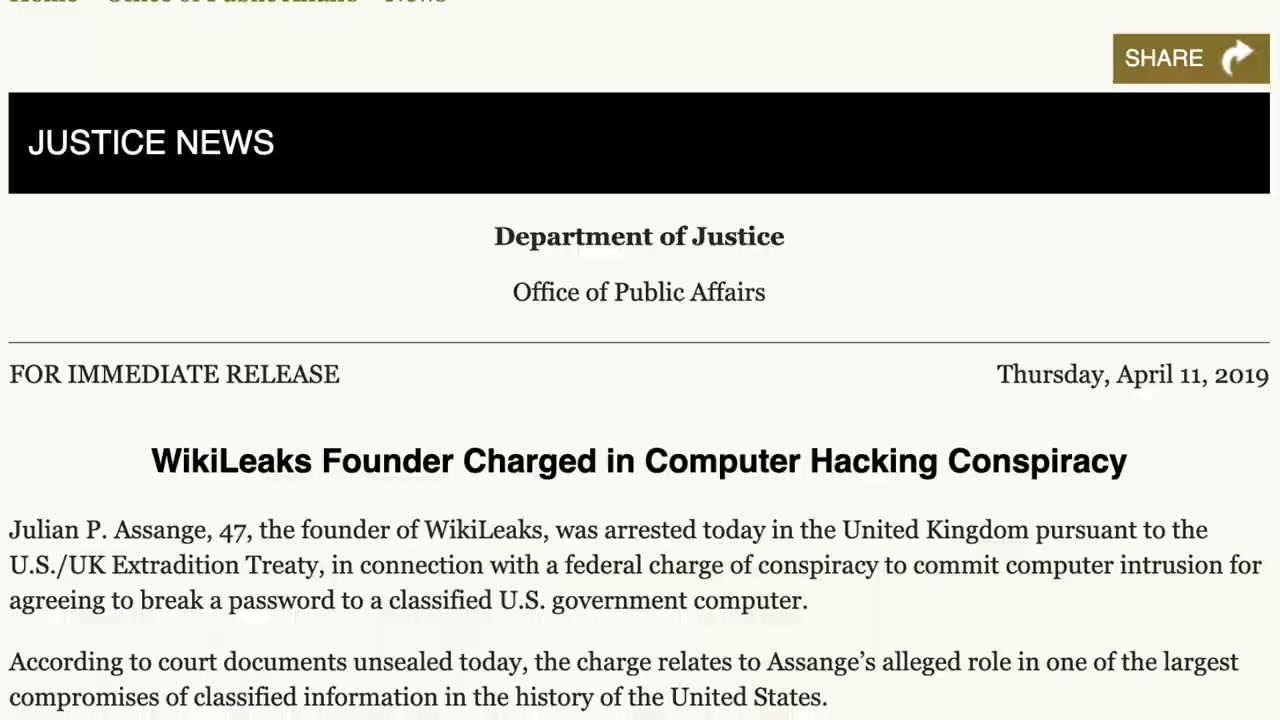 SHARE
JUSTICE NEWS
Department of Justice
Office of Public Affairs
FOR IMMEDIATE RELEASE Thursday, April 11, 2019
WikiLeaks Founder Charged in Computer Hacking Conspiracy
Julian P. Assange, 47, the founder of WikiLeaks, was arrested today in the United Kingdom pursuant to the
U.S./UK Extradition Treaty, in connection with a federal charge of conspiracy to commit computer intrusion for
agreeing to break a password to a classified U.S. government computer.
According to court documents unsealed today, the charge relates to Assange's alleged role in one of the largest
compromises of classified information in the history of the United States.